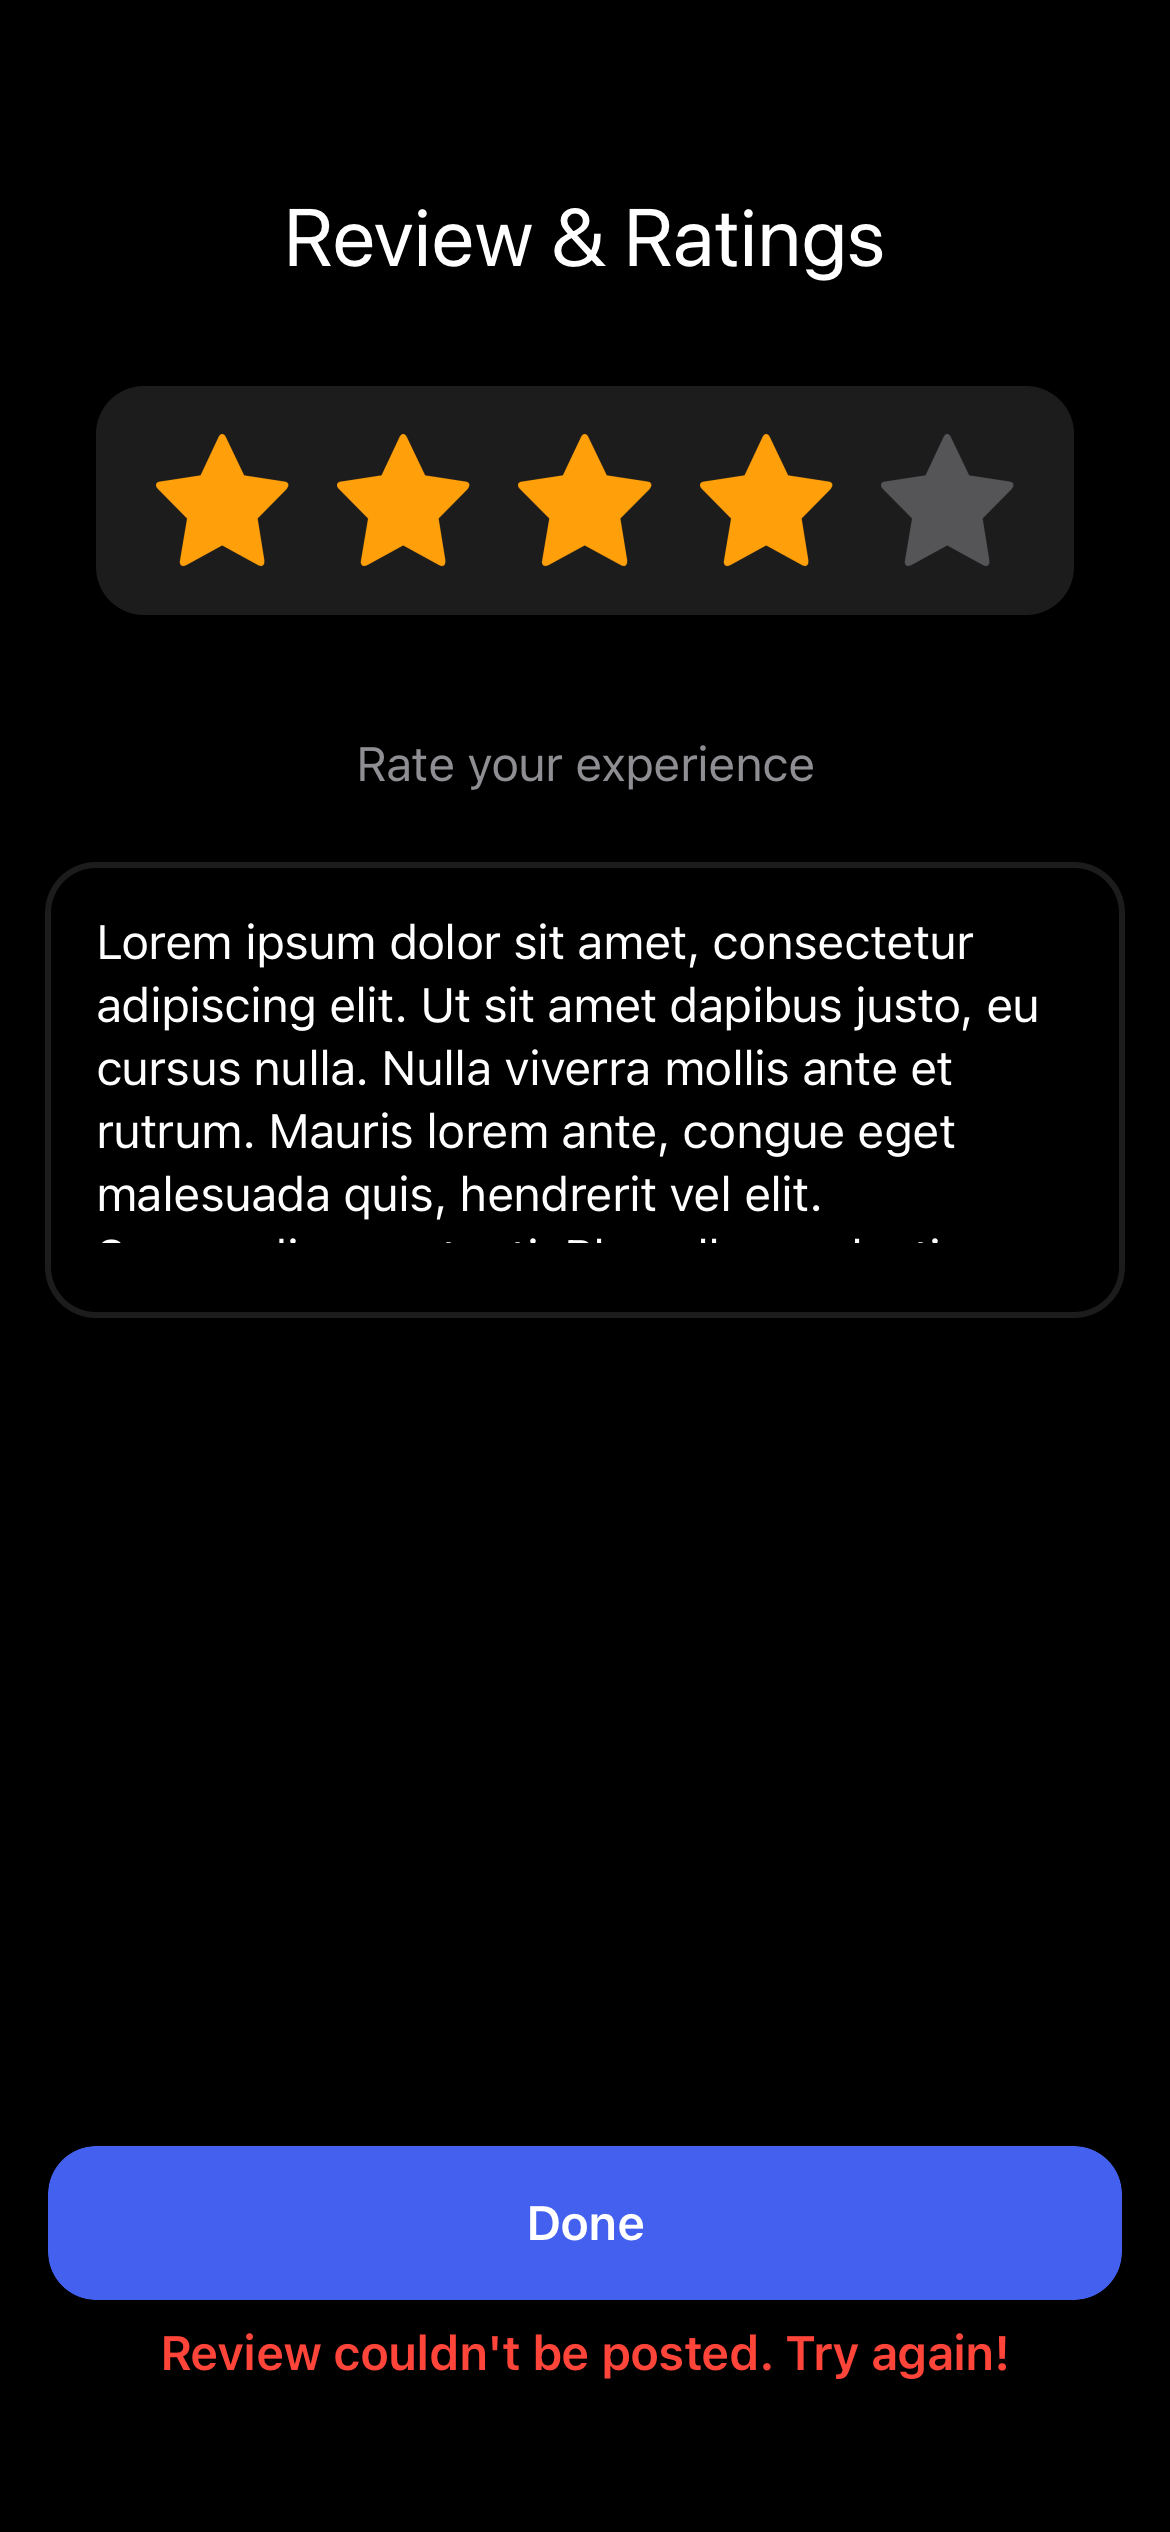 Review & Ratings
Rate your experience
Lorem ipsum dolor sit amet, consectetur
adipiscing elit. Ut sit amet dapibus justo, eu
cursus nulla. Nulla viverra mollis ante et
rutrum. Mauris lorem ante, congue eget
malesuada quis, hendrerit vel elit.
Done
Review couldn't be posted. Try again!